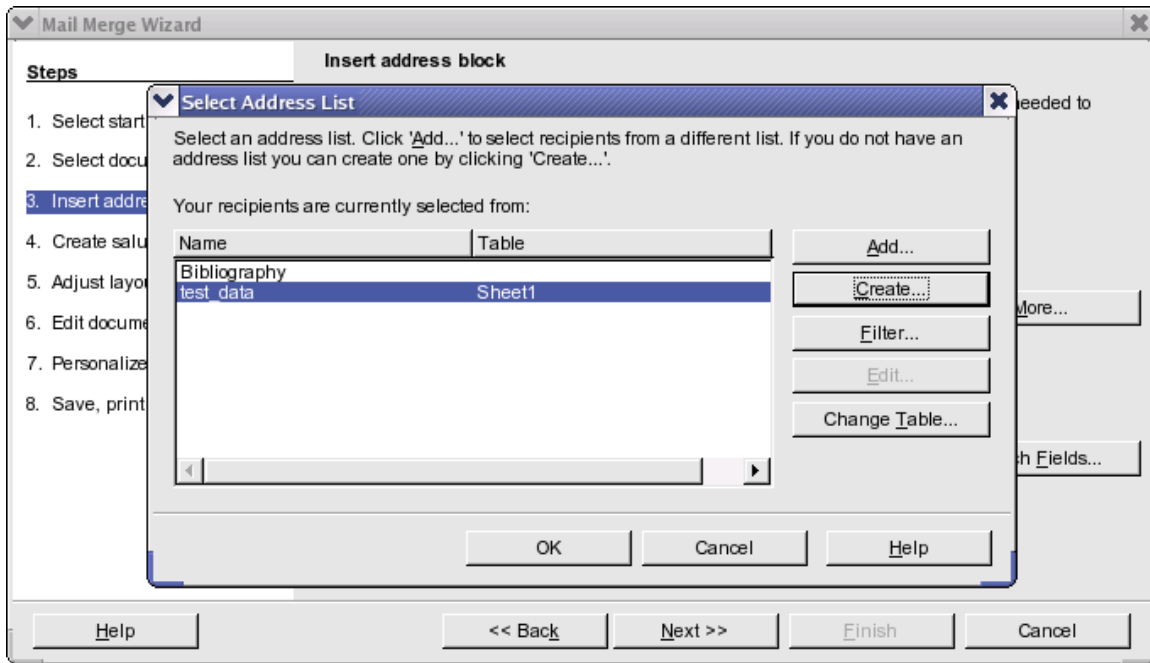 Mail Merge Wizard
Steps
Insert address block
1. Select start
2. Select docu
3. Insert addre
4. Create salu
5. Adjust layo
6. Edit docume
7. Personalize
8. Save, print
needed to
More...
h Fields...
Select Address List
Select an address list. Click 'Add...' to select recipients from a different list. If you do not have an
address list you can create one by clicking 'Create...'.
Your recipients are currently selected from:
Name Table
Bibliography
test_data Sheet1
Add...
Create...
Filter...
Edit...
Change Table...
OK Cancel Help
Help << Back Next >> Finish Cancel